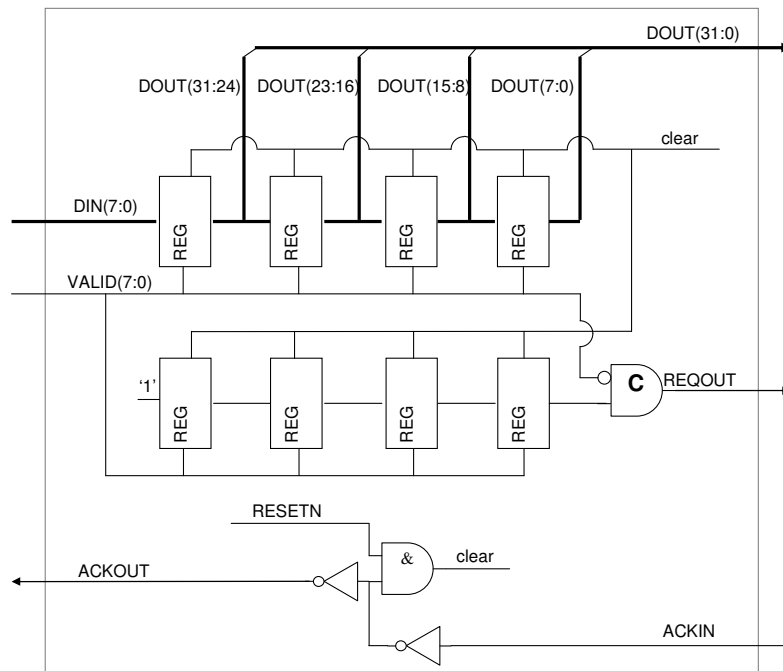 DOUT(31:0)
DOUT(31:24) DOUT(23:16) DOUT(15:8) DOUT(7:0)
clear
DIN(7:0)
REG REG REG REG
VALID(7:0)
'1'
REG REG REG REG
C
REQOUT
RESETN
&
clear
ACKOUT
ACKIN